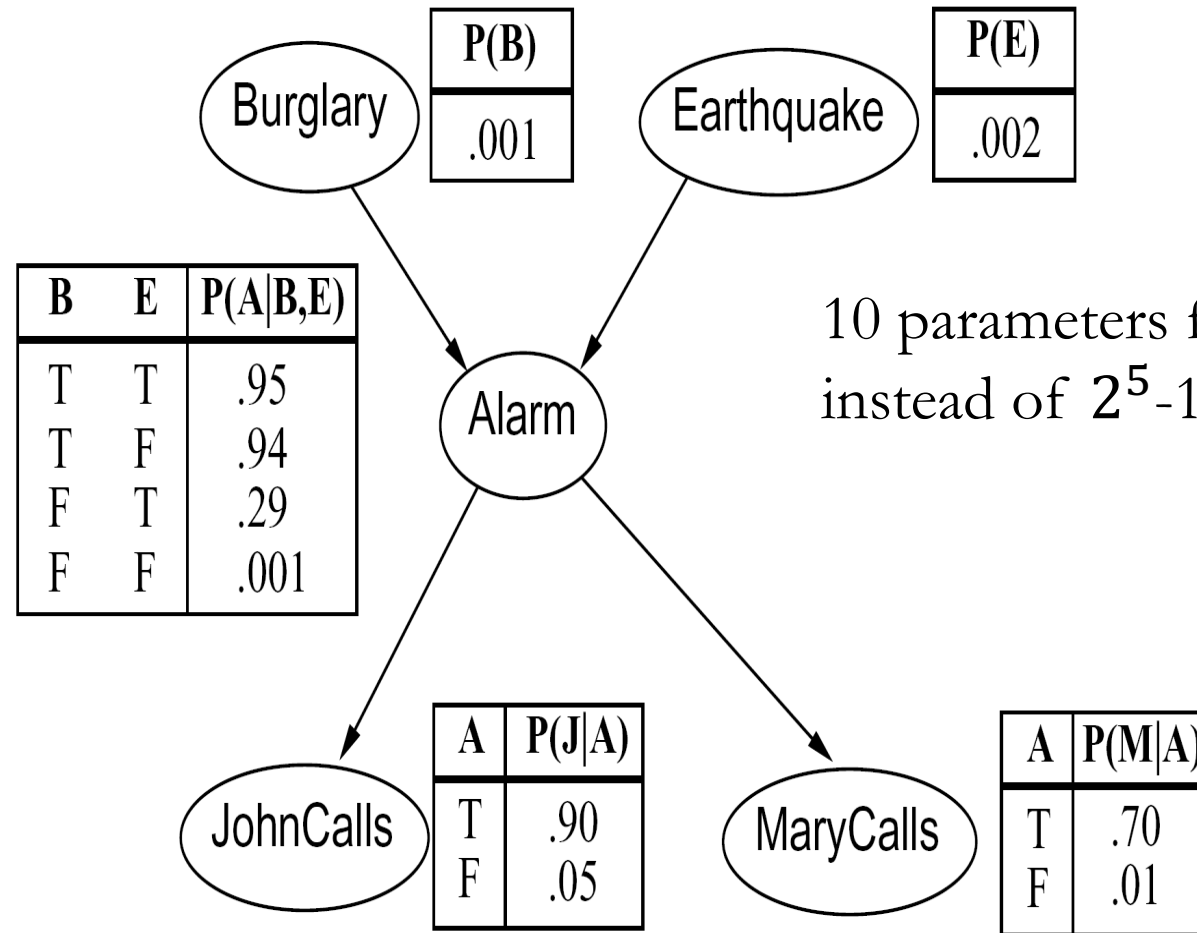 Burglary
P(B)
.001
Earthquake
P(E)
.002
B E P(A|B,E)
T T .95
T F .94
F T .29
F F .001
Alarm
10 parameters
instead of 2⁵-1
JohnCalls
A P(J|A)
T .90
F .05
MaryCalls
A P(M|A)
T .70
F .01